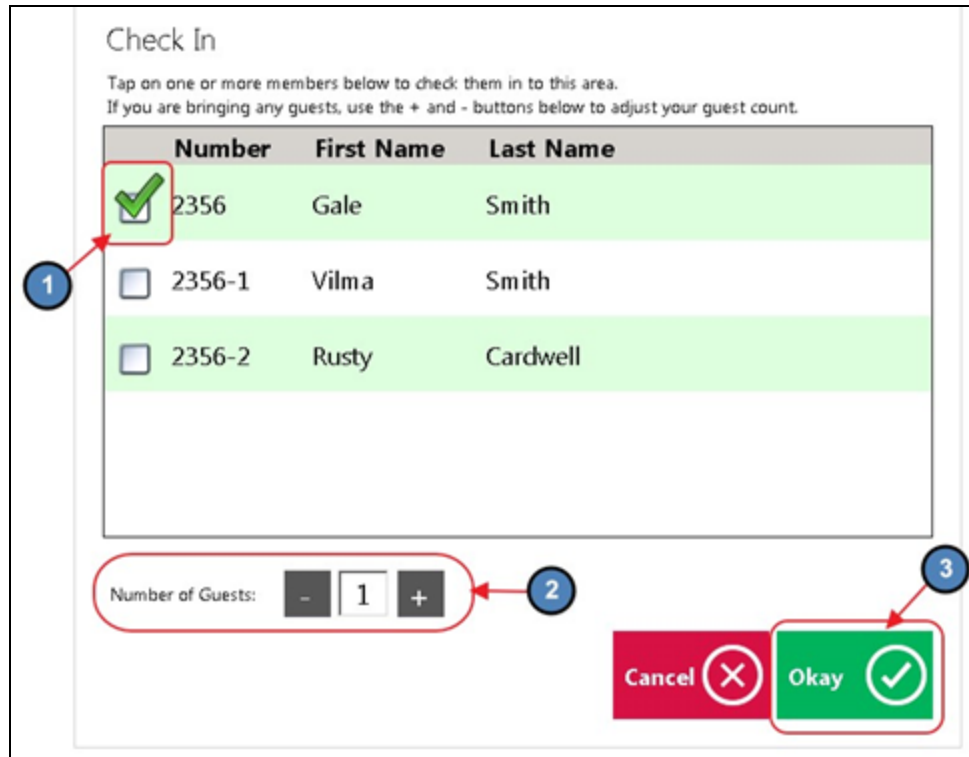 Check In
Tap on one or more members below to check them in to this area.
If you are bringing any guests, use the + and - buttons below to adjust your guest count.
Number First Name Last Name
2356 Gale Smith
1
2356-1 Vilma Smith
2356-2 Rusty Cardwell
Number of Guests: - 1 +
2
3
Cancel Okay